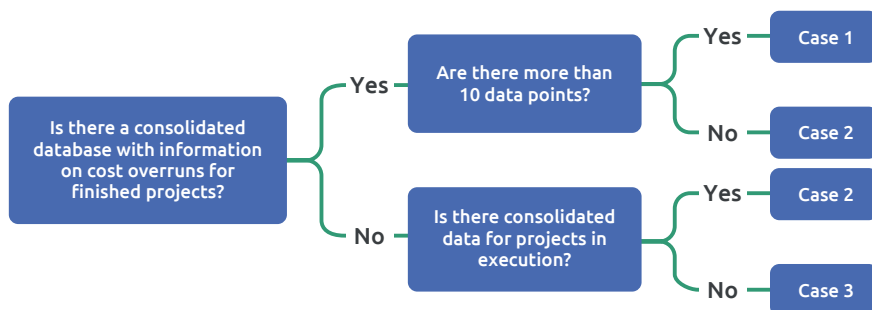 Is there a consolidated
database with information
on cost overruns for
finished projects?
Yes
Are there more than
10 data points?
Yes
Case 1
No
Case 2
No
Is there consolidated
data for projects in
execution?
Yes
Case 2
No
Case 3